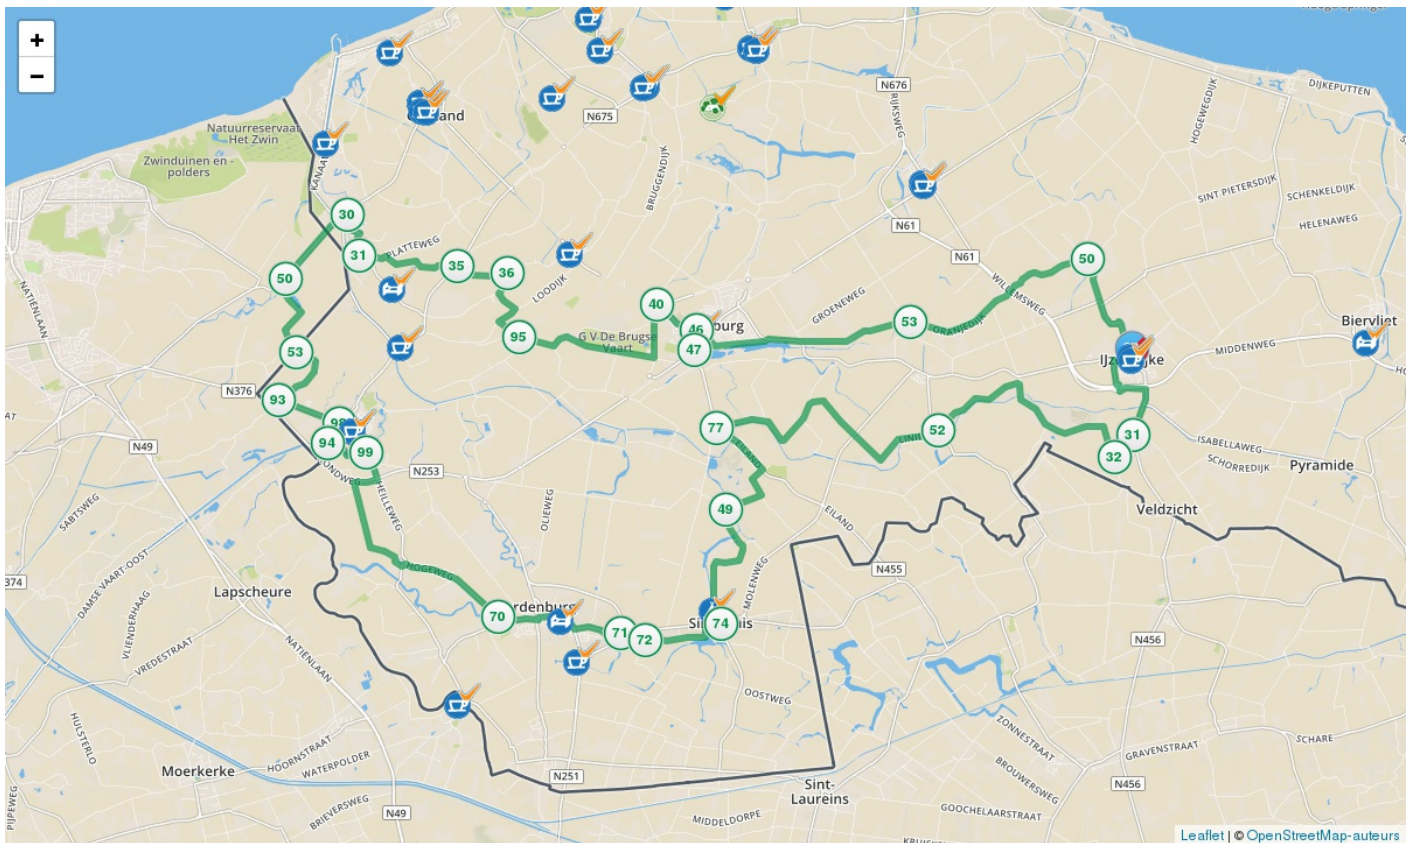 +
−
DIJKEPUTTEN
N676
RIJKSWEG
HOGEWEGDIJK
N675
Natuurreservaat
Het Zwin
Zwinduinen en -
polders
BRUGGENDIJK
SINT PIETERSDIJK
SCHENKELDIJK
HELENAWEG
30
N61
PLATTEWEG
31
35
36
50
N61
50
NATIENLAAN
LOODIJK
WILLEMSWEG
GROENEWEG
40
53
ORANJEDIJK
46
95
G V De Brugse
Vaart
47
Biervliet
MIDDENWEG
53
N376
93
98
94
99
77
52
31
32
N49
N253
EILAND
ISABELLAWEG
SCHORREDIJK
Pyramide
HEILLEWEG
SABTSWEG
OLIEWEG
49
EILAND
Veldzicht
N455
MOLENWEG
HOGEWEG
374
DAMSE VAART-OOST
Lapscheure
VLIENDERHAAG
VREDESTRAAT
70
71
72
74
N456
NATIENLAAN
OOSTWEG
HULSTERLO
HOORNSTRAAT
WATERPOLDER
Moerkerke
ZONNESTRAAT
GRAVENSTRAAT
SCHARE
N251
Sint-
Laureins
BROUWERSWEG
N456
PIJPEWEG
BRIEVERSWEG
N49
MIDDELDORPE
GOOCHELAARSTRAAT
Leaflet | © OpenStreetMap-auteurs